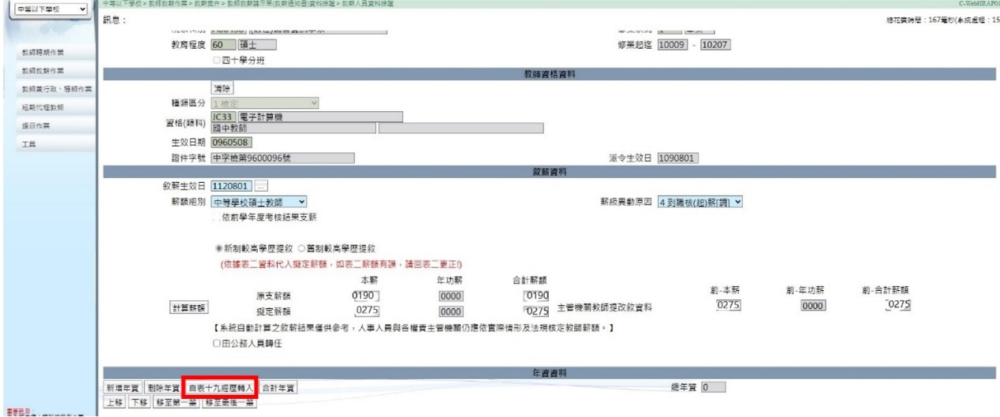 中等以下學校
中等以下學校 > 教師敘薪作業 > 敘薪案件 > 教師敘薪請示單(敘薪通知書)資料維護 > 敘薪人員資料維護
C-WebHRAP01
訊息：
總花費時間：167毫秒(系統處理：15
教師聘期作業
教師敘薪作業
教師兼行政、導師作業
短期代理教師
工具
教育程度 60 碩士
修業起迄 10009 - 10207
四十學分班
教師資格資料
清除
種類區分 1 檢定
資格(類科) JC33 電子計算機
國中教師
生效日期 0960508
證件字號 中字檢第9600096號
派令生效日 1090801
敘薪資料
敘薪生效日 1120801 ...
薪額組別 中等學校碩士教師
薪級異動原因 4 到職核(起)薪[調]
依前學年度考核結果支薪
新制較高學歷提敘 舊制較高學歷提敘
(依據表二資料代入擬定薪額，如表二薪額有誤，請回表二更正!)
本薪 年功薪 合計薪額
前-本薪 前-年功薪 前-合計薪額
原支薪額 0190 0000 0190
計算薪額
擬定薪額 0275 0000 0275
主管機關教師提改敘資料 0275 0000 0275
【系統自動計算之敘薪結果僅供參考，人事人員與各權責主管機關仍應依實際情形及法規核定教師薪額。】
由公務人員轉任
年資資料
新增年資 刪除年資 自表十九經歷轉入 合計年資
總年資 0
上移 下移 移至第一筆 移至最後一筆